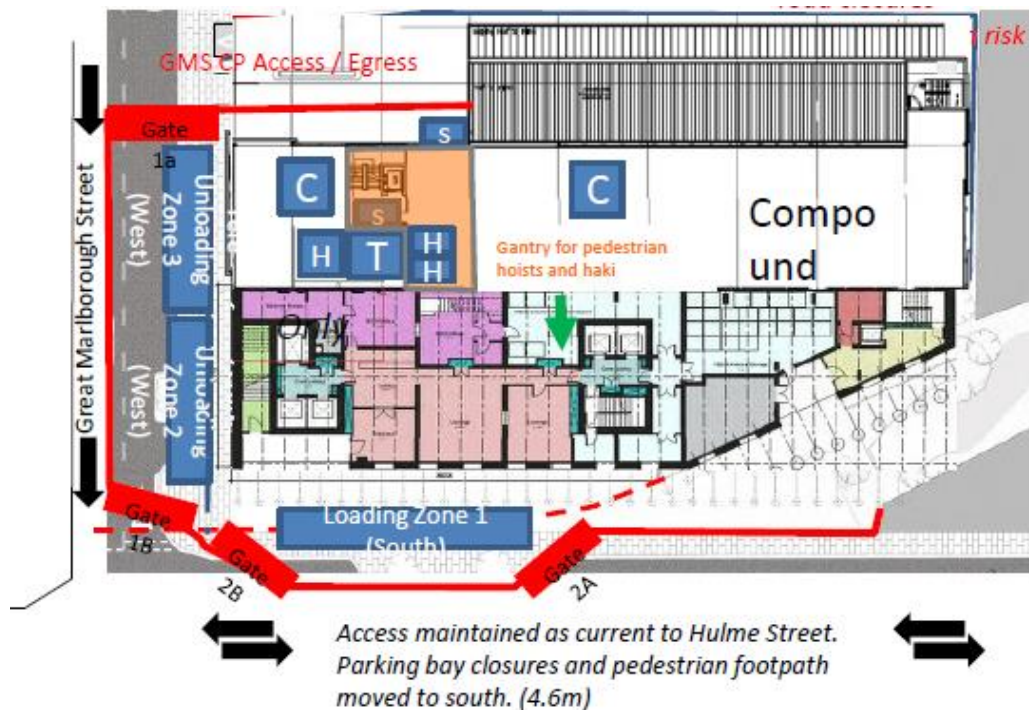 road closures
risk
GMS CP Access / Egress
Gate
1a
S
C
C
S
Great Marlborough Street
Unloading
Zone 3
(West)
Compo
und
H
T
H
H
Gantry for pedestrian
hoists and haki
Only
Unloading
Zone 2
(West)
Gate
1B
Loading Zone 1
(South)
Gate
2B
Gate
2A
Access maintained as current to Hulme Street.
Parking bay closures and pedestrian footpath
moved to south. (4.6m)